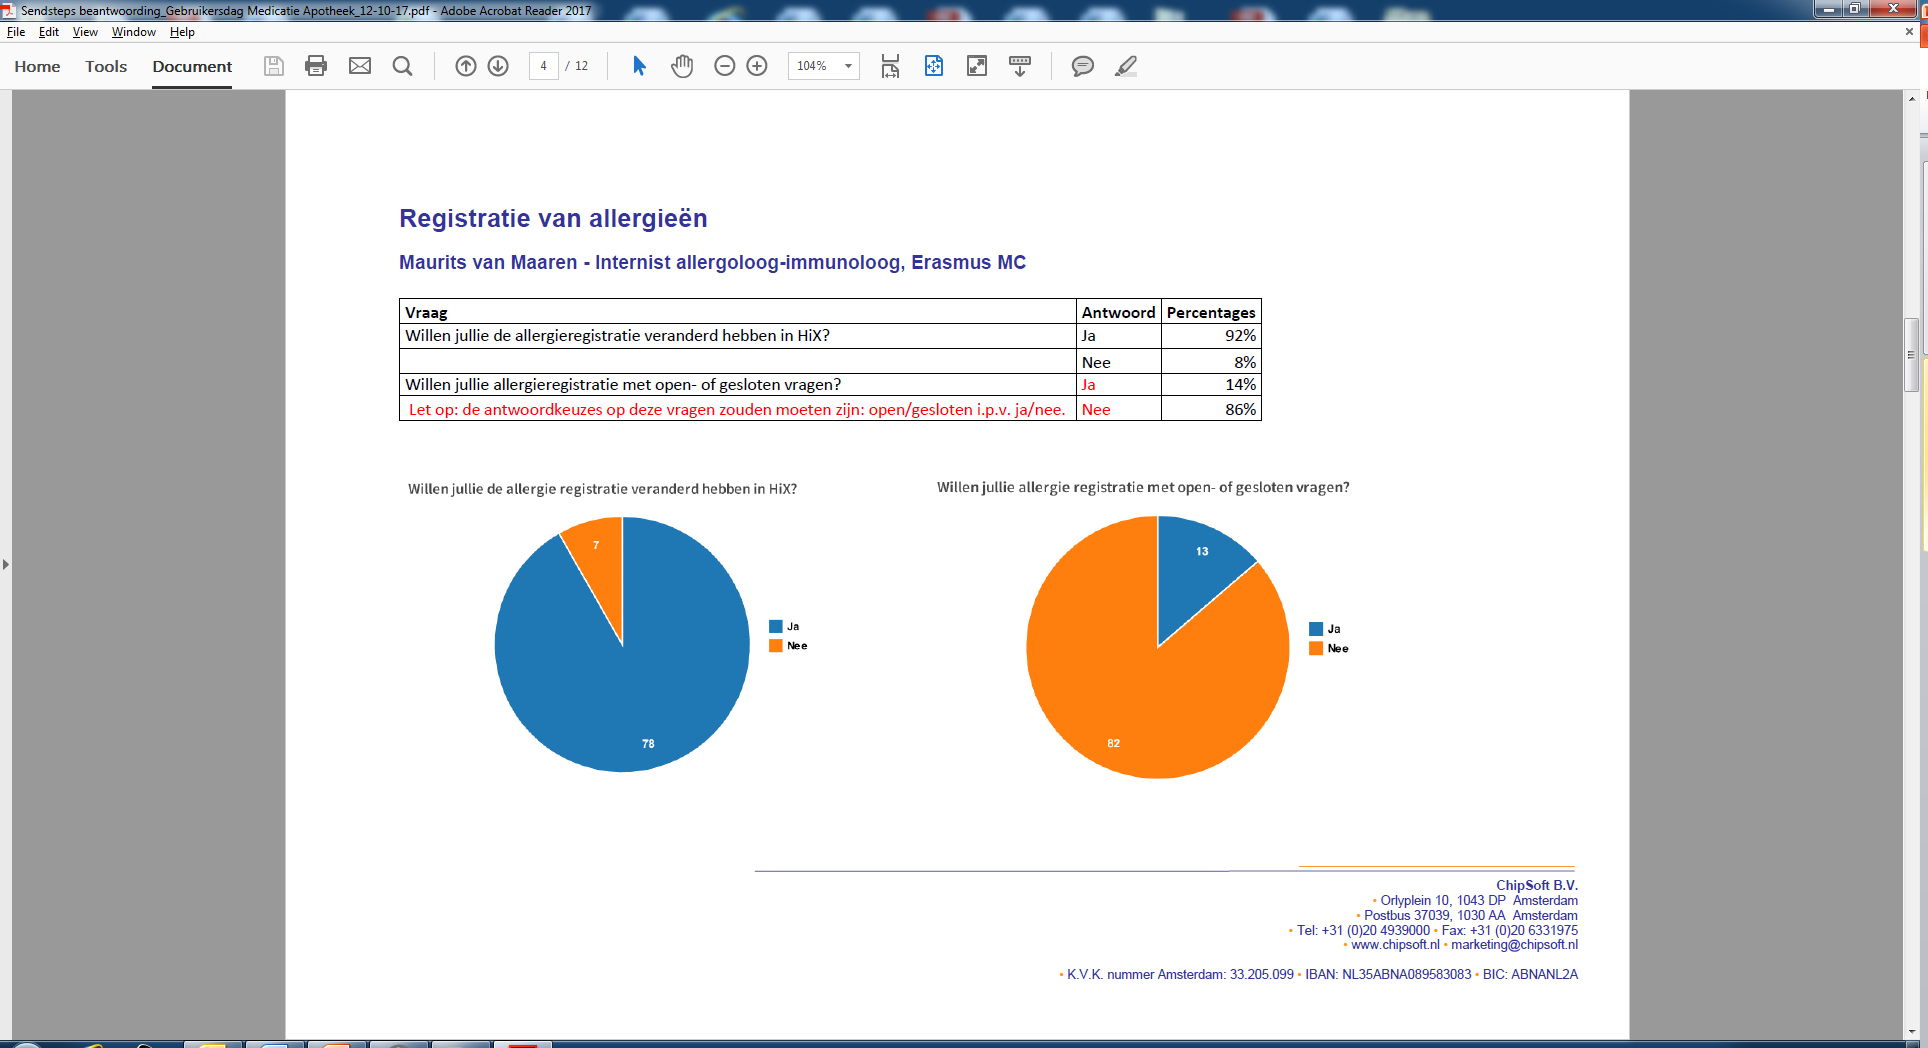 Sendsteps beantwoording_Gebruikersdag Medicatie Apotheek_12-10-17.pdf - Adobe Acrobat Reader 2017
File Edit View Window Help
Home Tools Document 4 / 12 104%
Registratie van allergieën
Maurits van Maaren - Internist allergoloog-immunoloog, Erasmus MC
Vraag Antwoord Percentages
Willen jullie de allergieregistratie veranderd hebben in HiX? Ja 92%
Nee 8%
Willen jullie allergieregistratie met open- of gesloten vragen? Ja 14%
Let op: de antwoordkeuzes op deze vragen zouden moeten zijn: open/gesloten i.p.v. ja/nee. Nee 86%
Willen jullie de allergie registratie veranderd hebben in HiX?
7
78
Ja
Nee
Willen jullie allergie registratie met open- of gesloten vragen?
13
82
Ja
Nee
ChipSoft B.V.
• Orlyplein 10, 1043 DP Amsterdam
• Postbus 37039, 1030 AA Amsterdam
• Tel: +31 (0)20 4939000 • Fax: +31 (0)20 6331975
• www.chipsoft.nl • marketing@chipsoft.nl
• K.V.K. nummer Amsterdam: 33.205.099 • IBAN: NL35ABNA089583083 • BIC: ABNANL2A